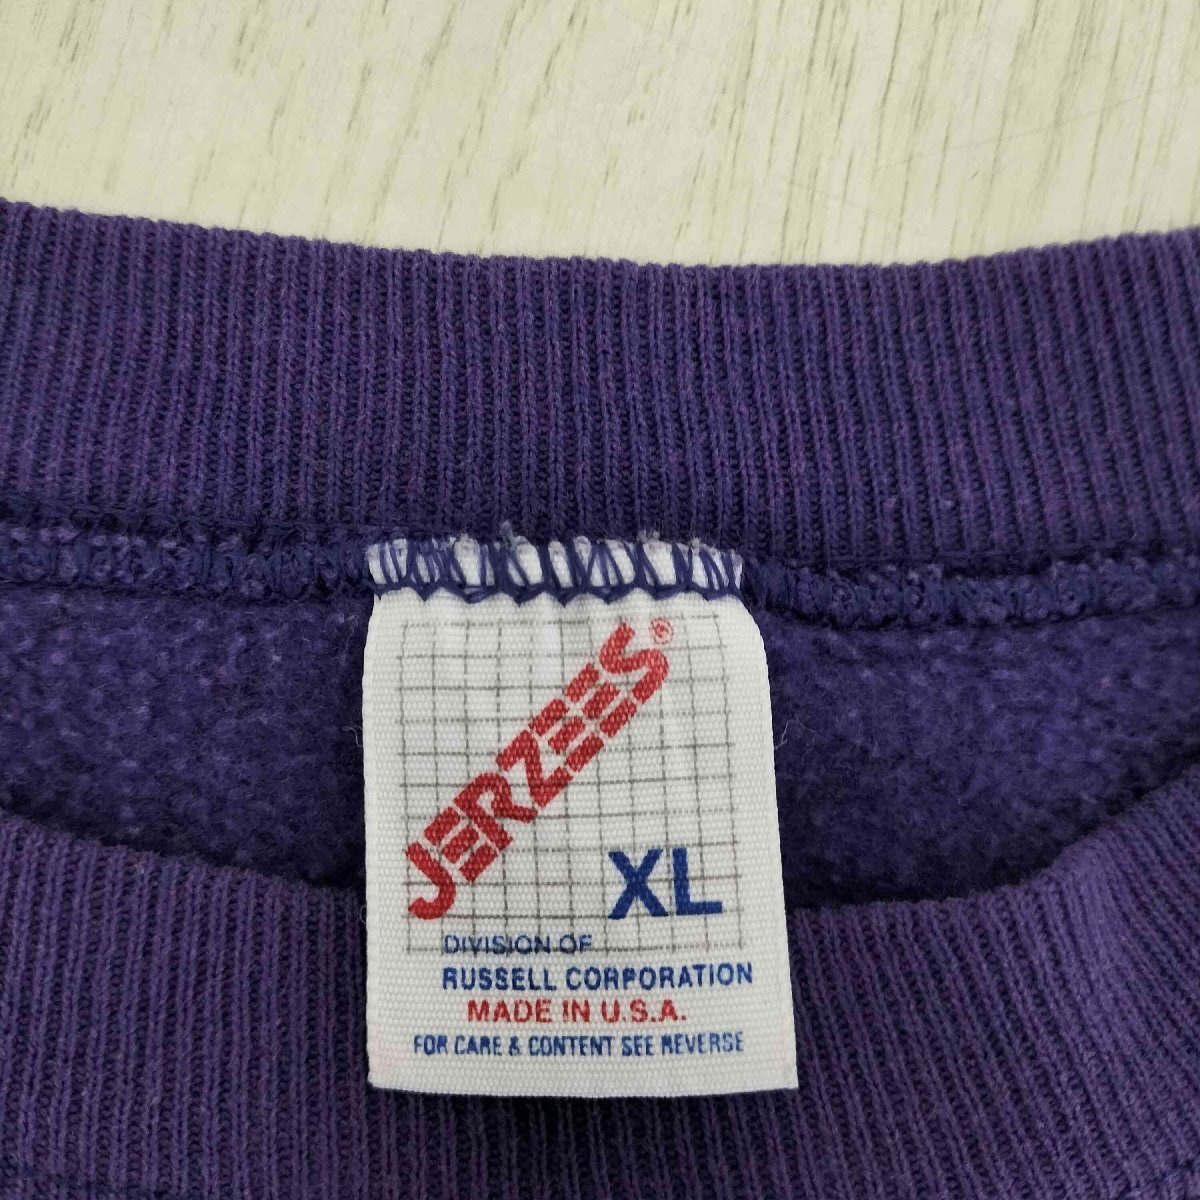 JERZEES®
XL
DIVISION OF
RUSSELL CORPORATION
MADE IN U.S.A.
FOR CARE & CONTENT SEE REVERSE